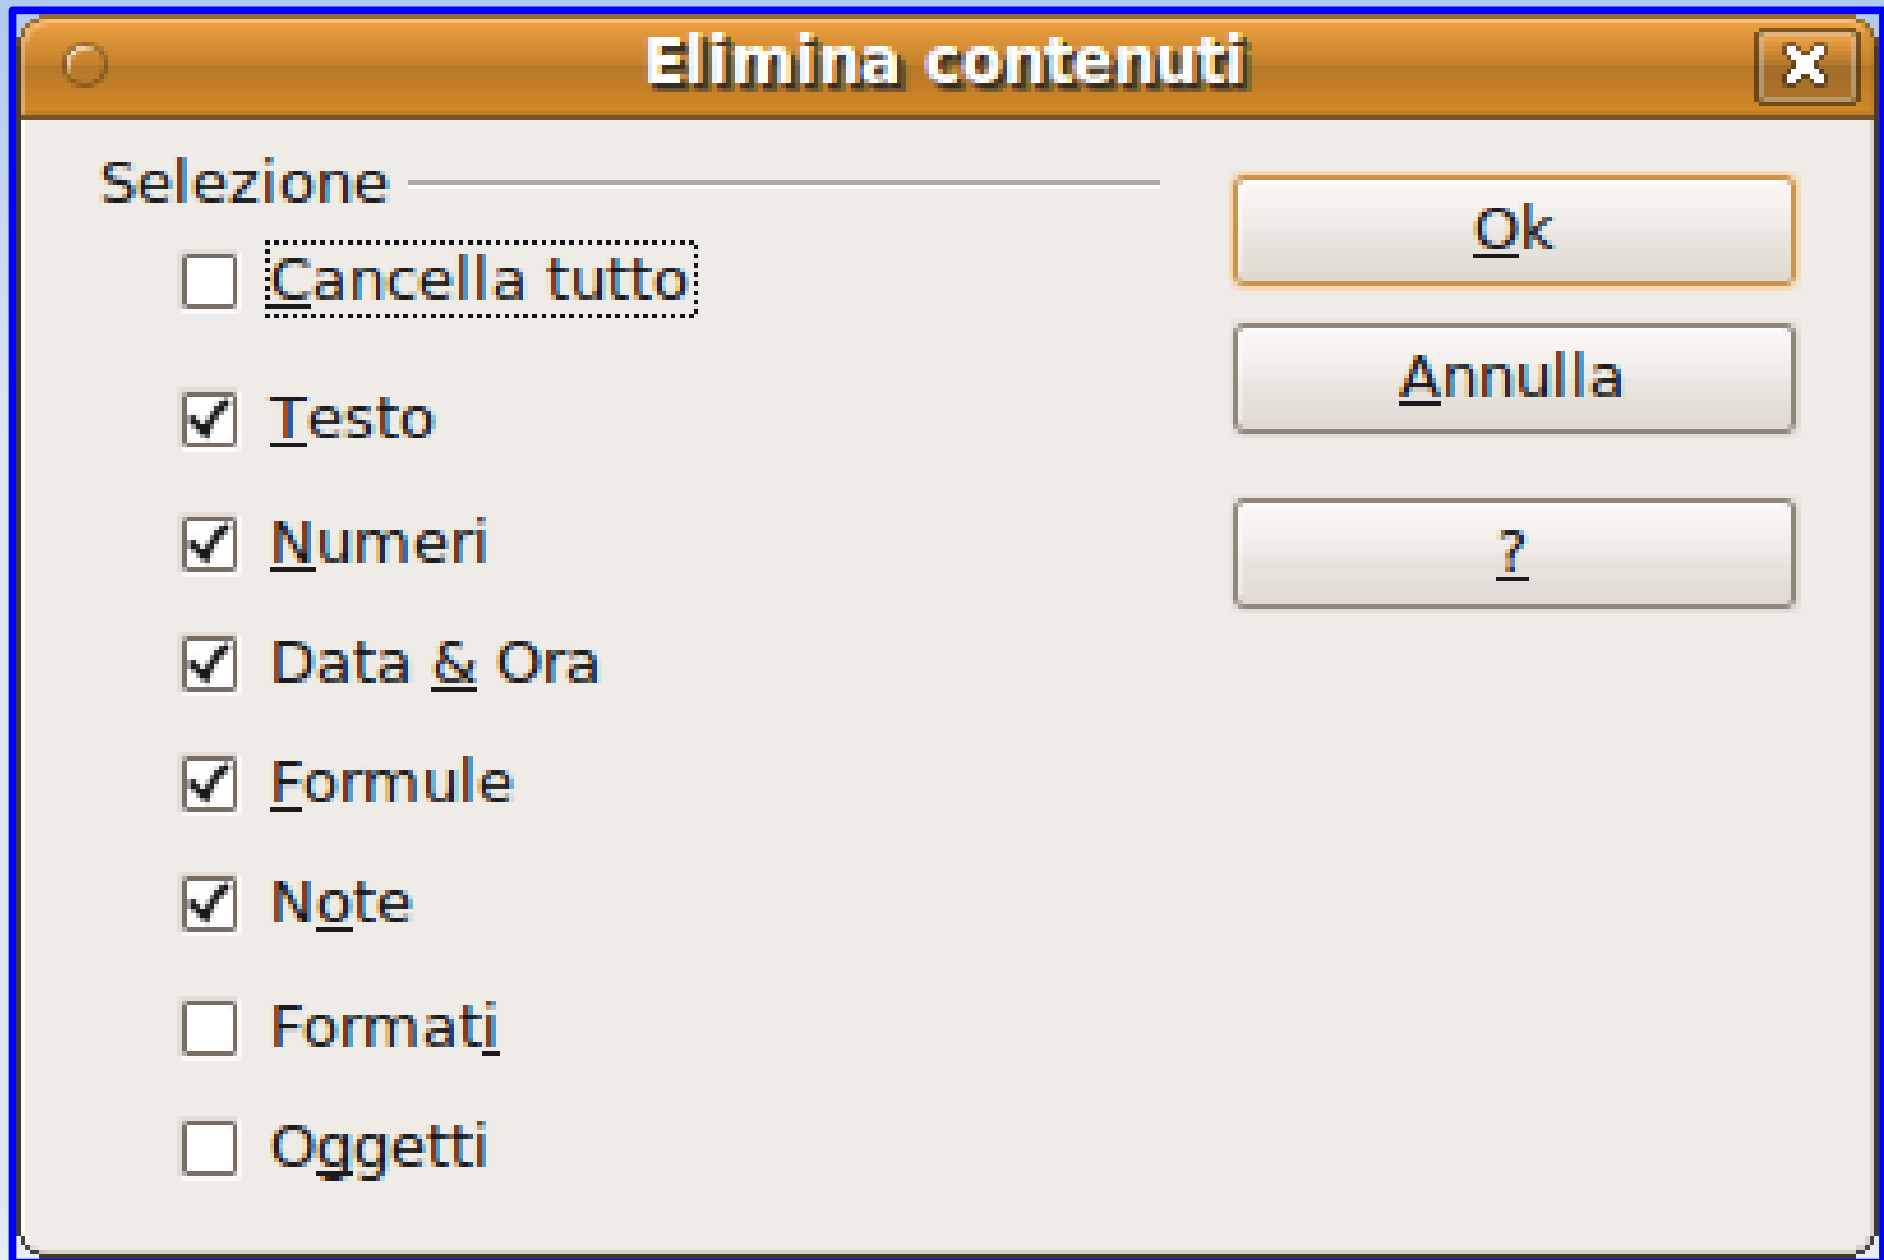 Elimina contenuti
Selezione
Cancella tutto
Testo
Numeri
Data & Ora
Formule
Note
Formati
Oggetti
Ok
Annulla
?